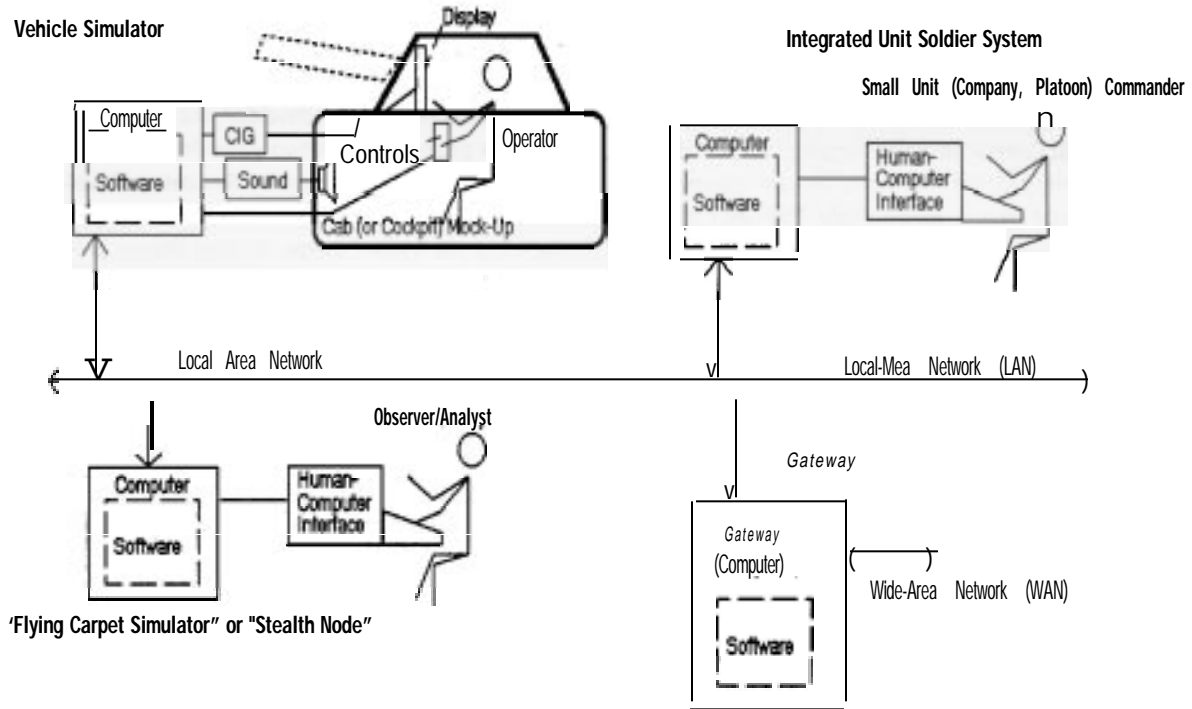 Vehicle Simulator
Display
Integrated Unit Soldier System
Small Unit (Company, Platoon) Commander
n
Computer
CIG
Controls
Operator
Software
Sound
Cab (or Cockpit) Mock-Up
Computer
Software
Human-
Computer
Interface
Local Area Network
v
Local-Mea Network (LAN)
Observer/Analyst
Computer
Software
Human-
Computer
Interface
'Flying Carpet Simulator” or "Stealth Node”
Gateway
v
Gateway
(Computer)
Software
Wide-Area Network (WAN)